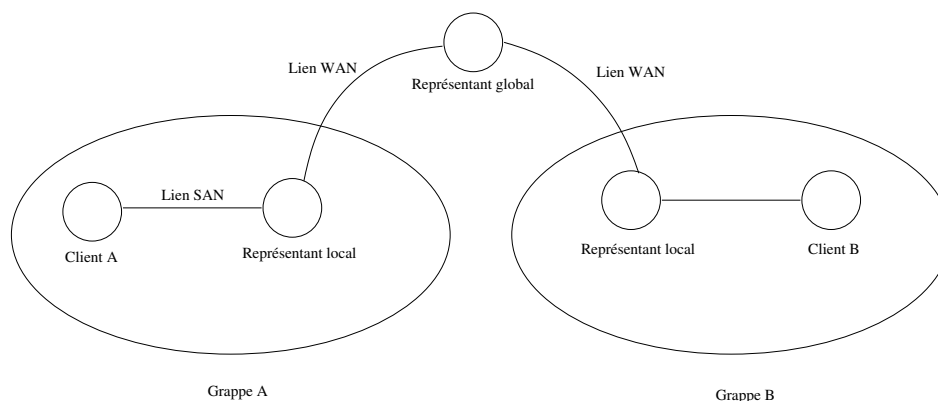 Lien WAN
Lien WAN
Représentant global
Lien SAN
Client A
Représentant local
Représentant local
Client B
Grappe A
Grappe B